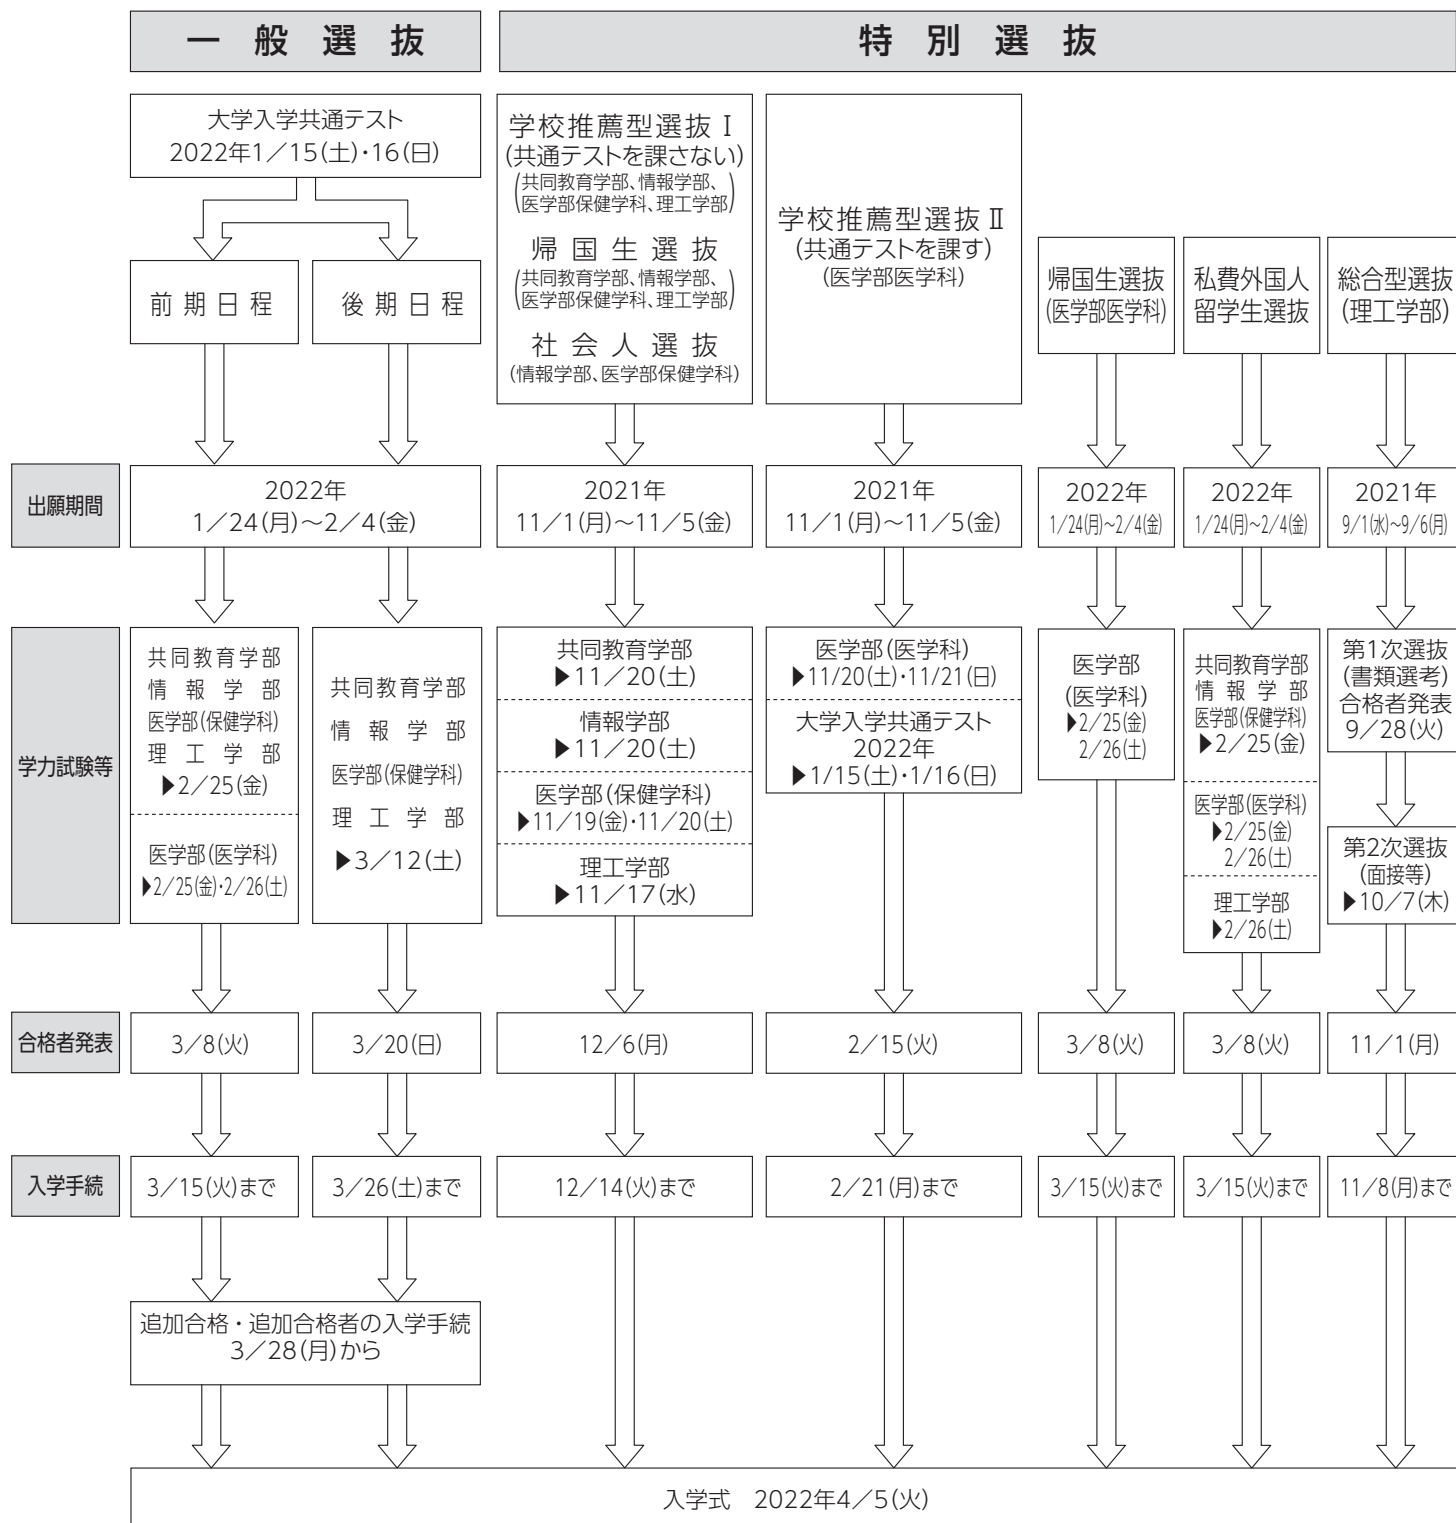 一般選抜
特別選抜
大学入学共通テスト
2022年1／15(土)・16(日)
前期日程
後期日程
学校推薦型選抜Ⅰ
(共通テストを課さない)
(共同教育学部、情報学部、
医学部保健学科、理工学部)
帰国生選抜
(共同教育学部、情報学部、
医学部保健学科、理工学部)
社会人選抜
(情報学部、医学部保健学科)
学校推薦型選抜Ⅱ
(共通テストを課す)
(医学部医学科)
帰国生選抜
(医学部医学科)
私費外国人
留学生選抜
総合型選抜
(理工学部)
出願期間
2022年
1／24(月)～2／4(金)
2021年
11／1(月)～11／5(金)
2021年
11／1(月)～11／5(金)
2022年
1／24(月)～2／4(金)
2022年
1／24(月)～2／4(金)
2021年
9／1(水)～9／6(月)
学力試験等
共同教育学部
情報学部
医学部(保健学科)
理工学部
▶2／25(金)
医学部(医学科)
▶2／25(金)・2／26(土)
共同教育学部
情報学部
医学部(保健学科)
理工学部
▶3／12(土)
共同教育学部
▶11／20(土)
情報学部
▶11／20(土)
医学部(保健学科)
▶11／19(金)・11／20(土)
理工学部
▶11／17(水)
医学部(医学科)
▶11/20(土)・11/21(日)
大学入学共通テスト
2022年
▶1/15(土)・1/16(日)
医学部
(医学科)
▶2／25(金)
2／26(土)
共同教育学部
情報学部
医学部(保健学科)
▶2／25(金)
医学部(医学科)
▶2／25(金)
2／26(土)
理工学部
▶2／26(土)
第1次選抜
(書類選考)
合格者発表
9／28(火)
第2次選抜
(面接等)
▶10／7(木)
合格者発表
3／8(火)
3／20(日)
12／6(月)
2／15(火)
3／8(火)
3／8(火)
11／1(月)
入学手続
3／15(火)まで
3／26(土)まで
12／14(火)まで
2／21(月)まで
3／15(火)まで
3／15(火)まで
11／8(月)まで
追加合格・追加合格者の入学手続
3／28(月)から
入学式　2022年4／5(火)